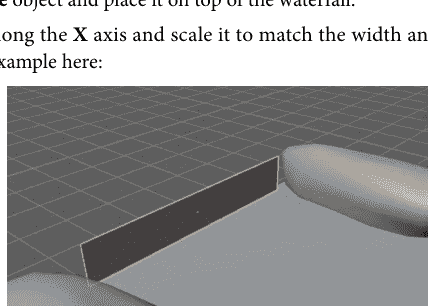 object and place it on top of the waterfall.
long the X axis and scale it to match the width an
xample here: